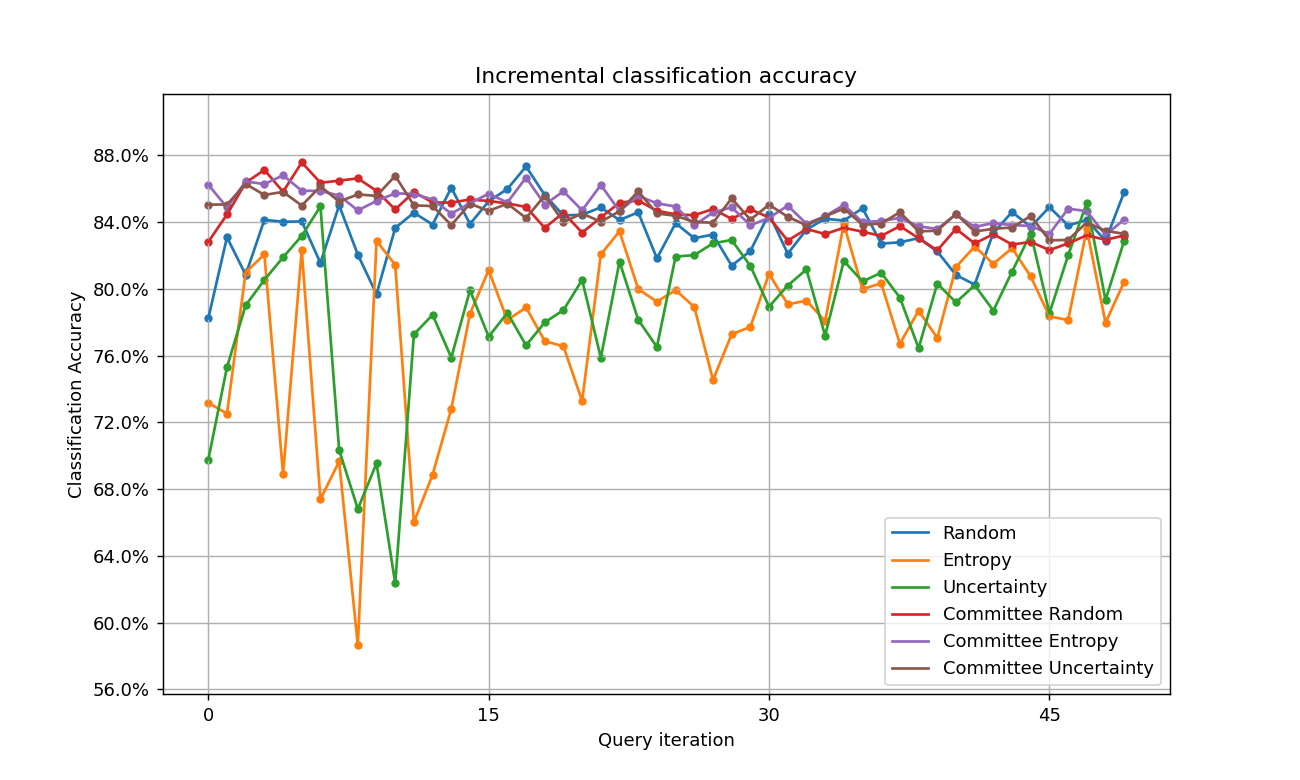 Incremental classification accuracy
Classification Accuracy
88.0%
84.0%
80.0%
76.0%
72.0%
68.0%
64.0%
60.0%
56.0%
0 15 30 45
Query iteration
Random
Entropy
Uncertainty
Committee Random
Committee Entropy
Committee Uncertainty